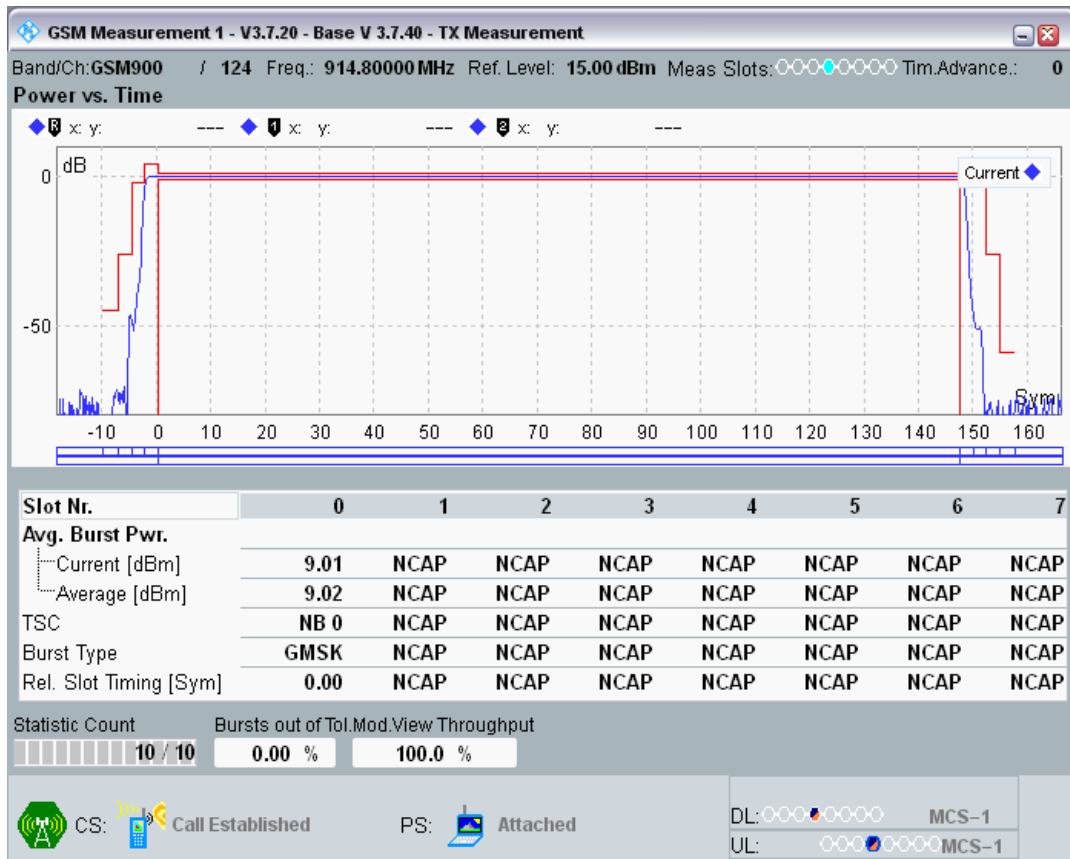 GSM Measurement 1 - V3.7.20 - Base V 3.7.40 - TX Measurement
Band/Ch:GSM900 / 124 Freq.: 914.80000 MHz Ref. Level: 15.00 dBm Meas Slots: Tim.Advance.: 0
Power vs. Time
R x: y: --- 1 x: y: --- 2 x: y: ---
dB
Current
0
-50
Sym
-10 0 10 20 30 40 50 60 70 80 90 100 110 120 130 140 150 160
Slot Nr. 0 1 2 3 4 5 6 7
Avg. Burst Pwr.
Current [dBm] 9.01 NCAP NCAP NCAP NCAP NCAP NCAP NCAP
Average [dBm] 9.02 NCAP NCAP NCAP NCAP NCAP NCAP NCAP
TSC NB 0 NCAP NCAP NCAP NCAP NCAP NCAP NCAP
Burst Type GMSK NCAP NCAP NCAP NCAP NCAP NCAP NCAP
Rel. Slot Timing [Sym] 0.00 NCAP NCAP NCAP NCAP NCAP NCAP NCAP
Statistic Count Bursts out of Tol.Mod.View Throughput
10 / 10 0.00 % 100.0 %
CS: Call Established PS: Attached
DL: MCS-1
UL: MCS-1